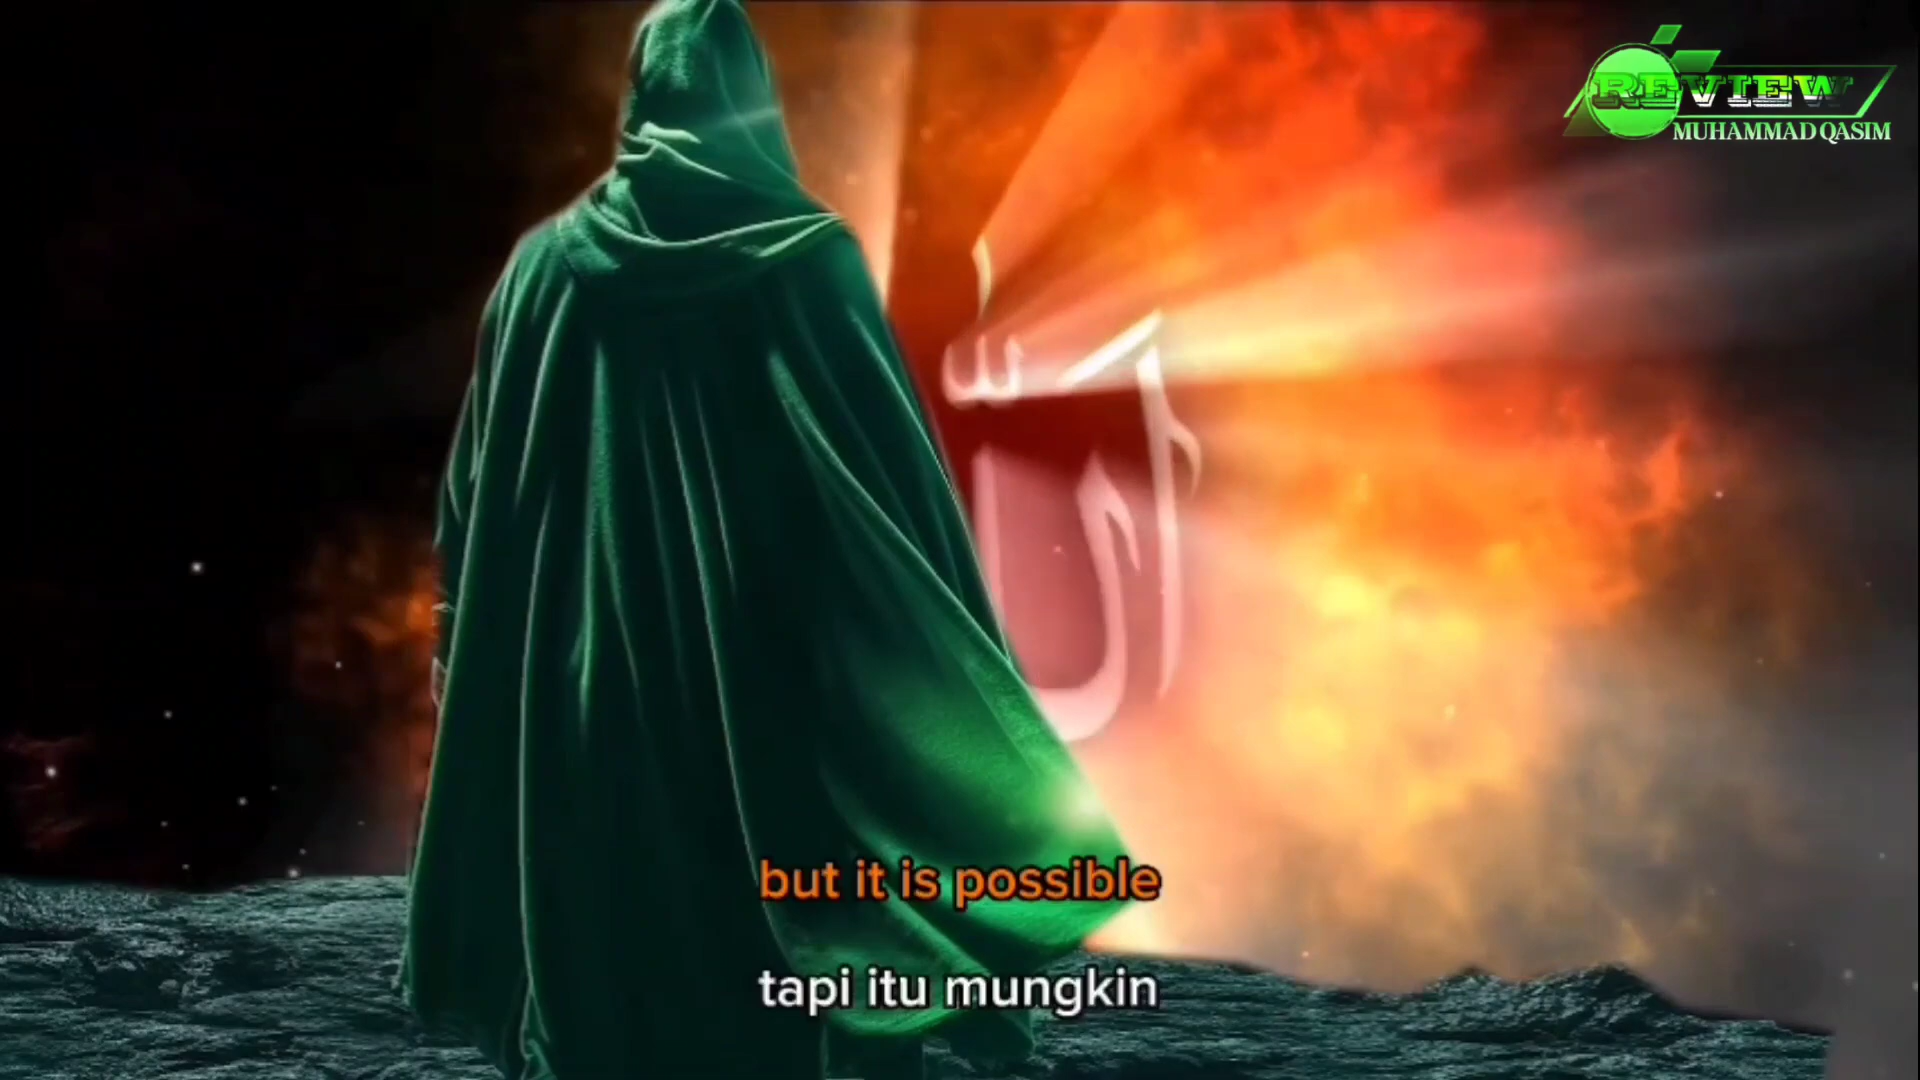 REVIEW
MUHAMMAD QASIM
but it is possible
tapi itu mungkin